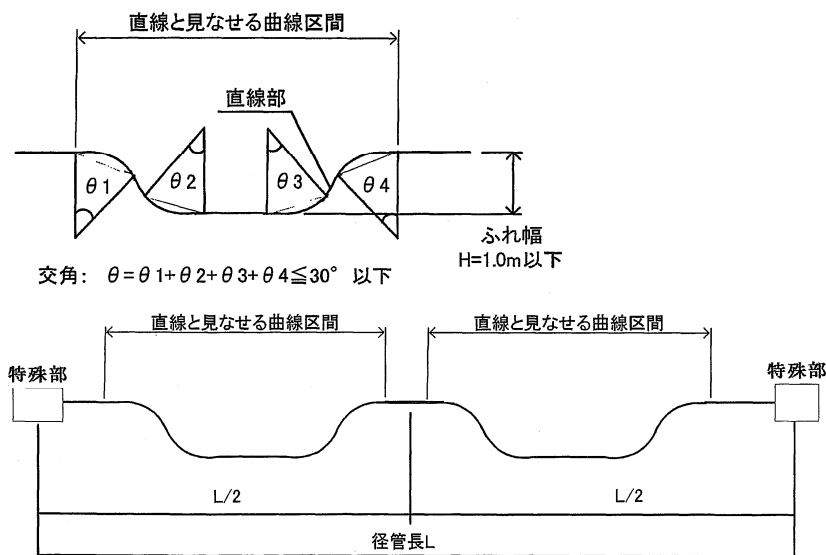 直線と見なせる曲線区間
直線部
θ1
θ2
θ3
θ4
ふれ幅
H=1.0m以下
交角: θ=θ1+θ2+θ3+θ4≦30° 以下
直線と見なせる曲線区間
直線と見なせる曲線区間
特殊部
特殊部
L/2
L/2
径管長L